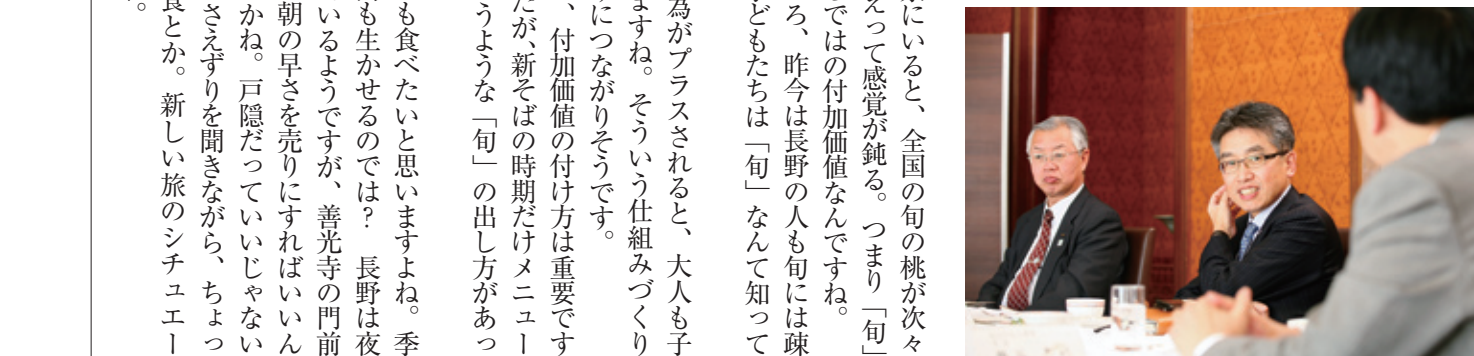 にいると、全国の旬の桃が次々
えって感覚が鈍る。つまり「旬」
ではの付加価値なんですね。
ろ、昨今は長野の人も旬には疎
どもたちは「旬」なんて知って
為がプラスされると、大人も子
ますね。そういう仕組みづくり
につながりそうです。
、付加価値の付け方は重要です
だが、新そばの時期だけメニュー
うような「旬」の出し方があっ
も食べたいと思いますよね。季
も生かせるのでは？　長野は夜
いるようですが、善光寺の門前
朝の早さを売りにすればいいん
かね。戸隠だっていいじゃない
さえずりを聞きながら、ちょっ
食とか。新しい旅のシチュエー
。